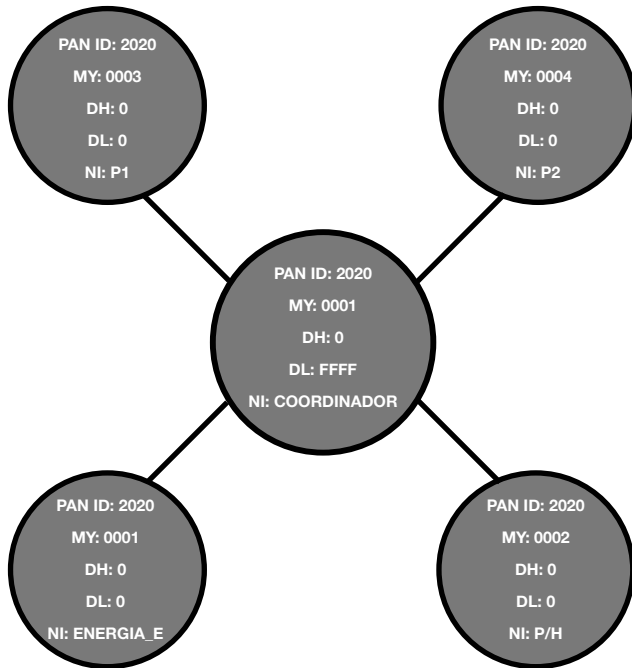 PAN ID: 2020
MY: 0003
DH: 0
DL: 0
NI: P1
PAN ID: 2020
MY: 0004
DH: 0
DL: 0
NI: P2
PAN ID: 2020
MY: 0001
DH: 0
DL: FFFF
NI: COORDINADOR
PAN ID: 2020
MY: 0001
DH: 0
DL: 0
NI: ENERGIA_E
PAN ID: 2020
MY: 0002
DH: 0
DL: 0
NI: P/H